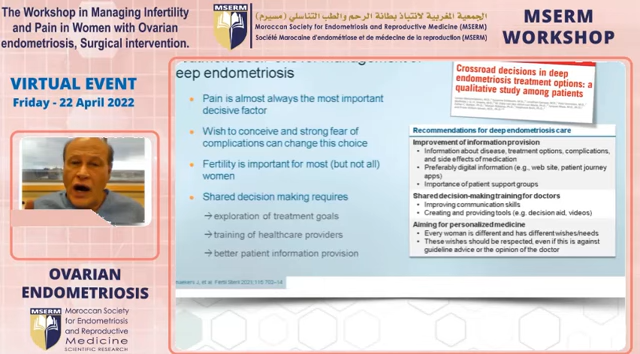 The Workshop in Managing Infertility
and Pain in Women with Ovarian
endometriosis, Surgical intervention.
MSERM
الجمعية المغربية لانتباذ بطانة الرحم والطب التناسلي (مسيرم)
Moroccan Society for Endometriosis and Reproductive Medicine (MSERM)
Société Marocaine d'endométriose et de médecine de la reproduction (MSERM)
MSERM
WORKSHOP
VIRTUAL EVENT
Friday - 22 April 2022
eep endometriosis
• Pain is almost always the most important
decisive factor
• Wish to conceive and strong fear of
complications can change this choice
• Fertility is important for most (but not all)
women
• Shared decision making requires
→ exploration of treatment goals
→ training of healthcare providers
→ better patient information provision
Crossroad decisions in deep
endometriosis treatment options: a
qualitative study among patients
Recommendations for deep endometriosis care
Improvement of information provision
• Information about disease, treatment options, complications,
and side effects of medication
• Preferably digital information (e.g., web site, patient journey
apps)
• Importance of patient support groups
Shared decision-making training for doctors
• Improving communication skills
• Creating and providing tools (e.g. decision aid, videos)
Aiming for personalized medicine
• Every woman is different and has different wishes/needs
• These wishes should be respected, even if this is against
guideline advice or the opinion of the doctor
OVARIAN
ENDOMETRIOSIS
MSERM
Moroccan Society
for Endometriosis
and Reproductive
Medicine
SCIENTIFIC RESEARCH